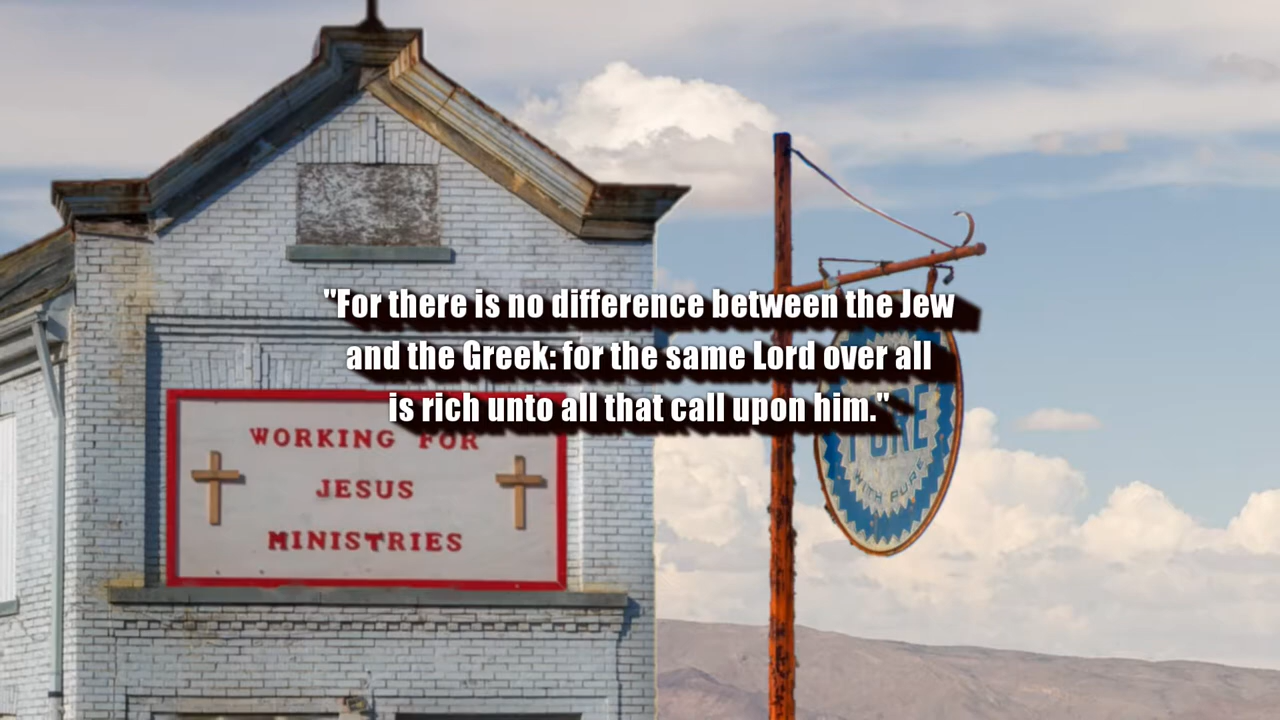 "For there is no difference between the Jew
and the Greek: for the same Lord over all
is rich unto all that call upon him."
WORKING FOR
JESUS
MINISTRIES
PURE
WITH PURE